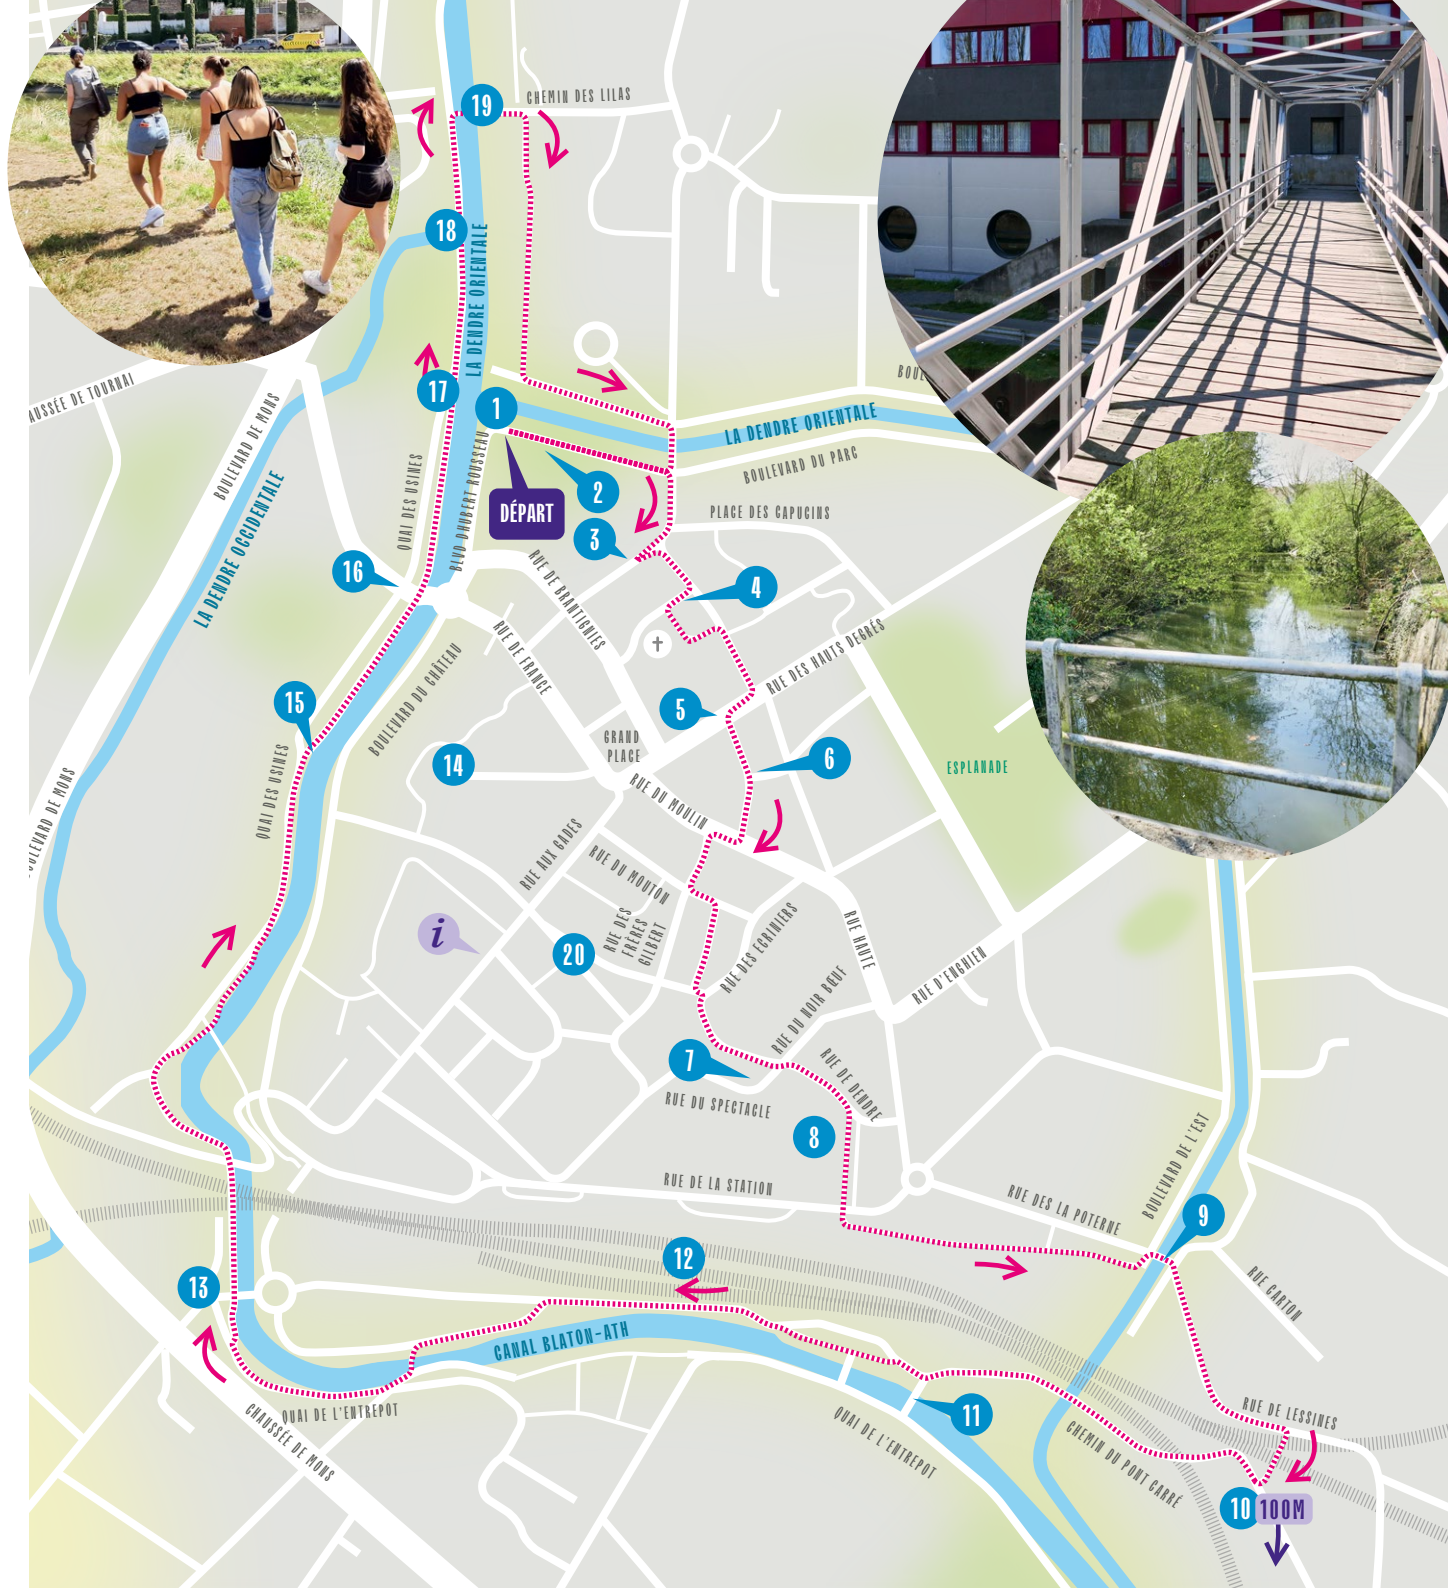 19
CHEMIN DES LILAS
18
LA DENDRE ORIENTALE
17
1
2
DÉPART
3
4
LA DENDRE ORIENTALE
BOULEVARD DU PARC
PLACE DES CAPUCINS
AUSSÉE DE TOURNAI
BOULEVARD DE MONS
LA DENDRE OCCIDENTALE
QUAI DES USINES
BLVD DHUBERT ROUSSEAU
16
RUE DE BRANTIGNIES
RUE DE FRANCE
BOULEVARD DU CHÂTEAU
RUE DES HAUTS DEGRÉS
15
5
6
GRAND
PLACE
14
ESPLANADE
QUAI DES USINES
BOULEVARD DE MONS
RUE DU MOULIN
RUE AUX GADES
RUE DU MOUTON
RUE DES
FRÈRES
GILBERT
RUE DES ECRINIERS
RUE HAUTE
RUE D'ENGHIEN
i
20
RUE DU NOIR BŒUF
7
RUE DE DENDRE
RUE DU SPECTACLE
8
RUE DE LA STATION
RUE DES LA POTERNE
BOULEVARD DE L'EST
9
12
13
RUE CARTON
CANAL BLATON-ATH
QUAI DE L'ENTREPOT
CHAUSSÉE DE MONS
11
QUAI DE L'ENTREPOT
RUE DE LESSINES
CHEMIN DU PONT CARRÉ
10
100M